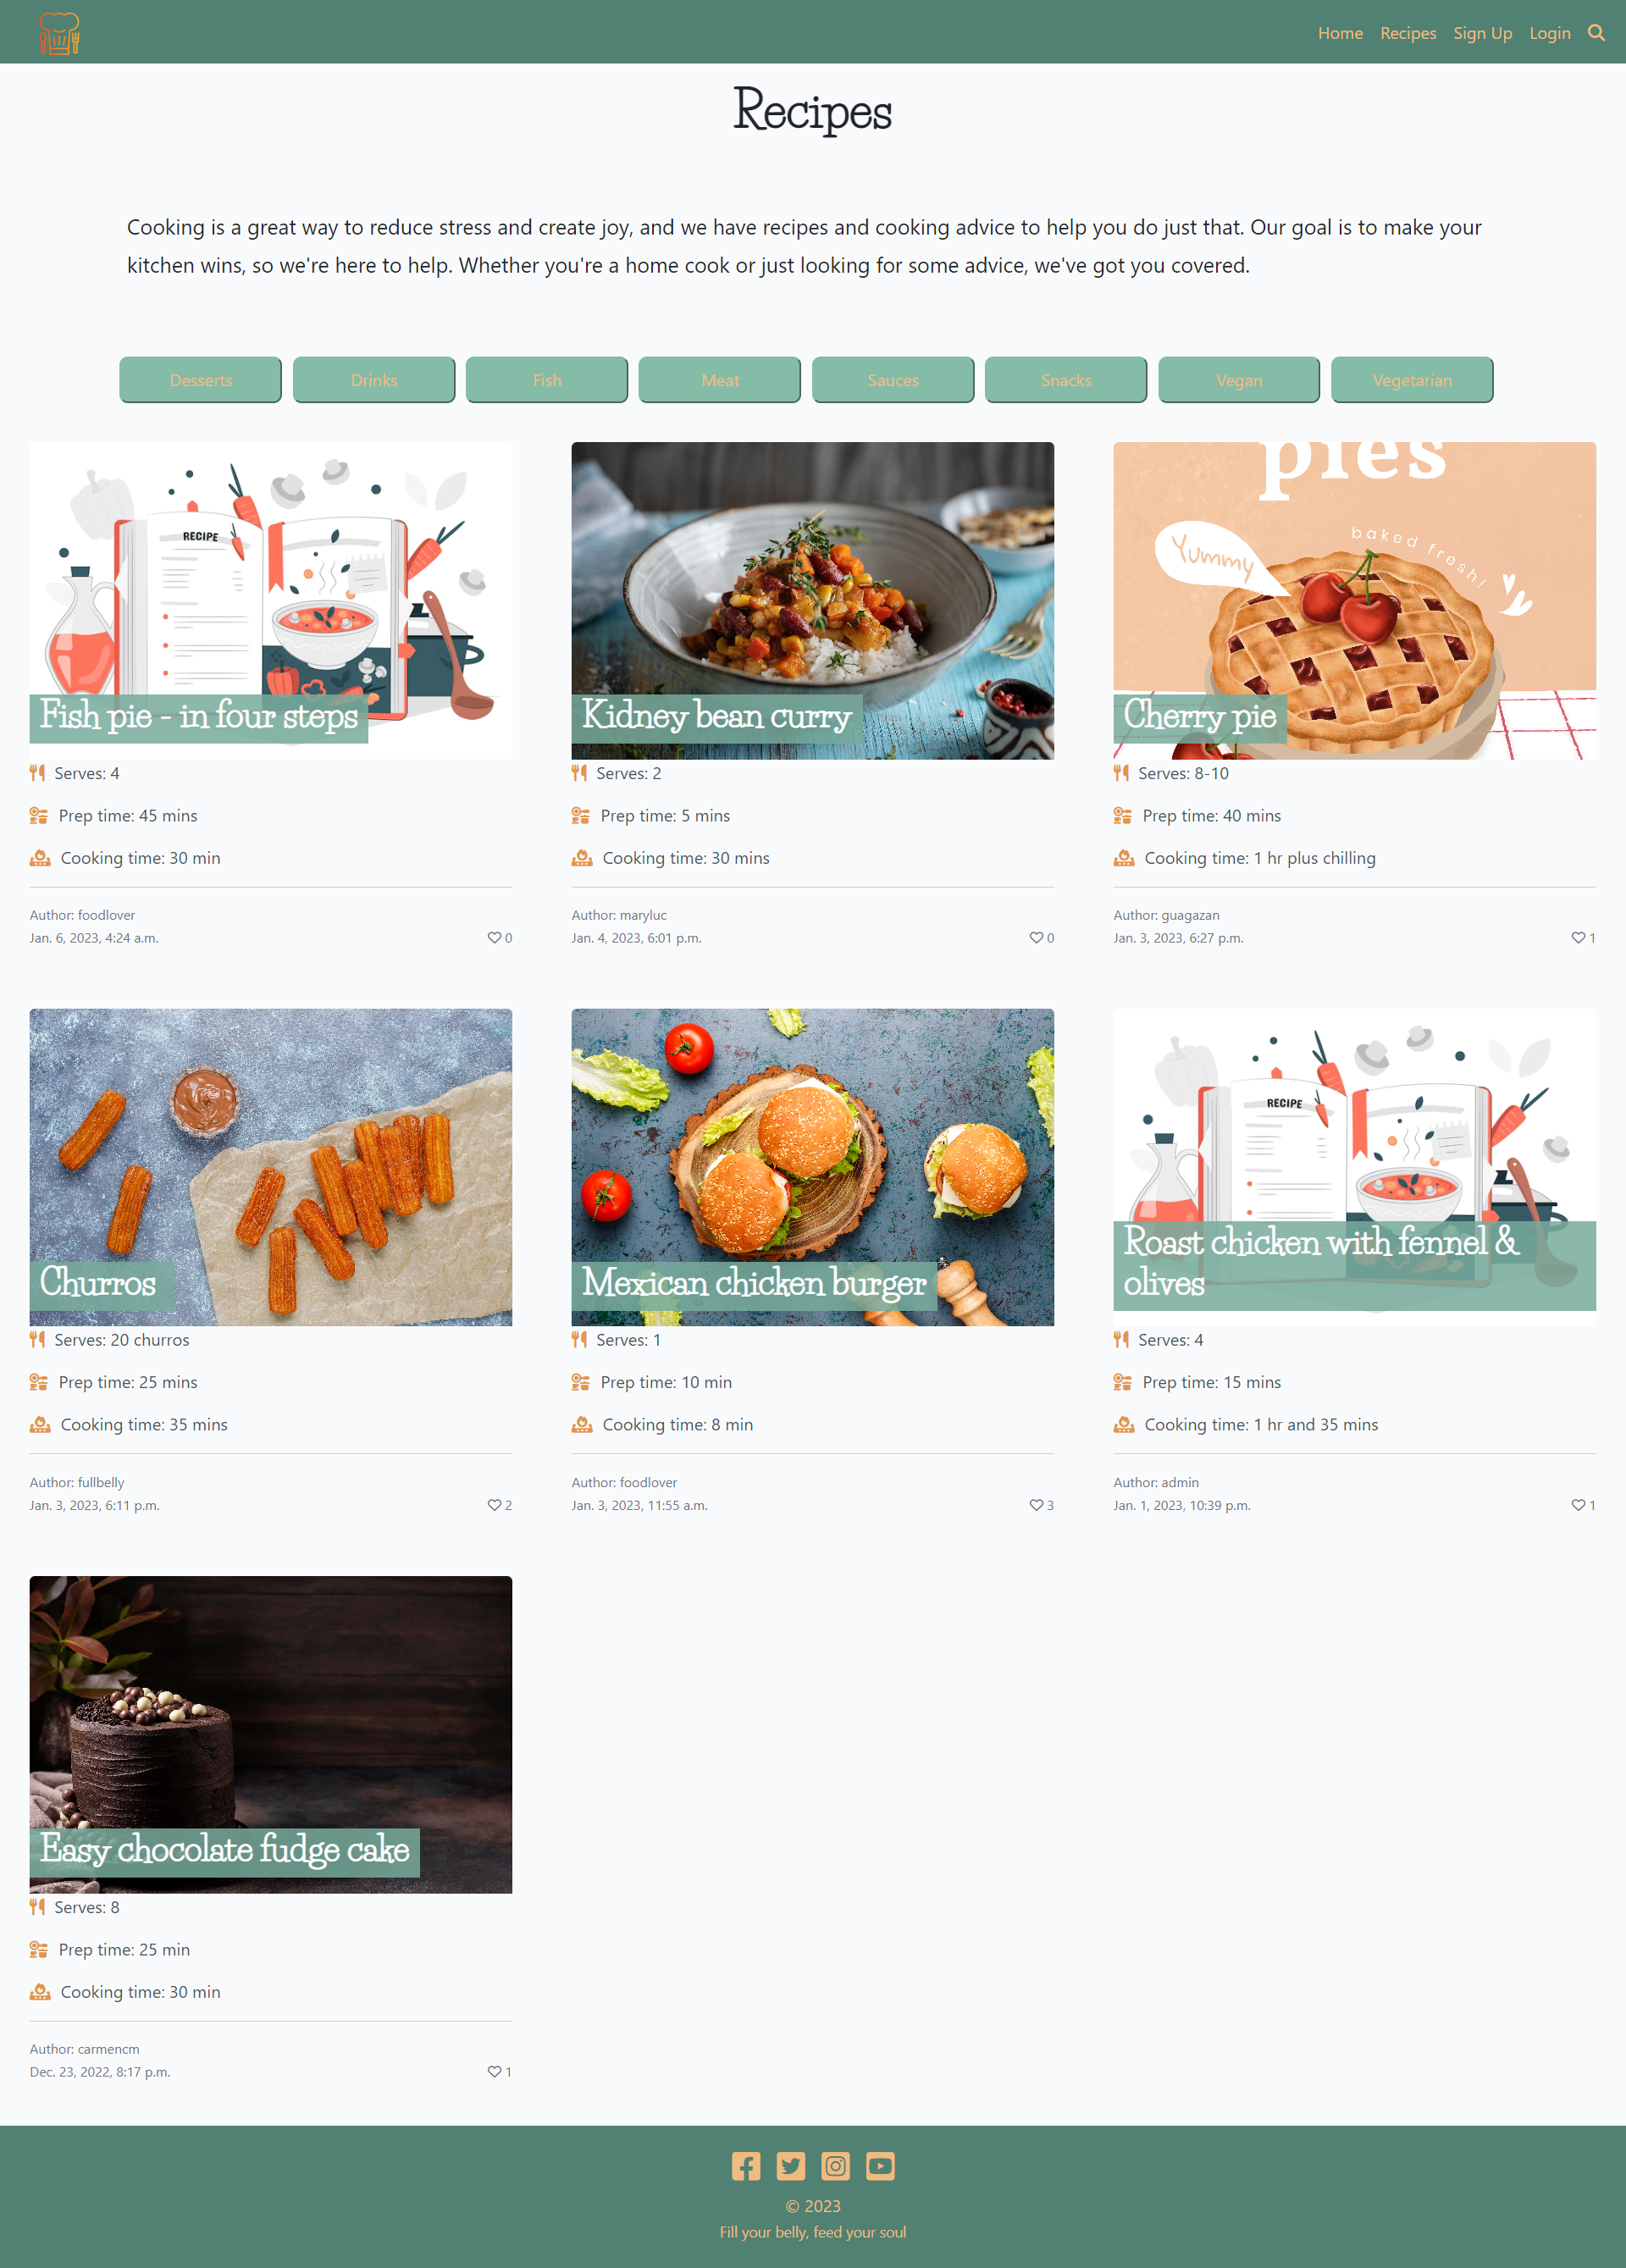 Home Recipes Sign Up Login
Recipes
Cooking is a great way to reduce stress and create joy, and we have recipes and cooking advice to help you do just that. Our goal is to make your
kitchen wins, so we're here to help. Whether you're a home cook or just looking for some advice, we've got you covered.
Desserts Drinks Fish Meat Sauces Snacks Vegan Vegetarian
RECIPE
Fish pie - in four steps
Serves: 4
Prep time: 45 mins
Cooking time: 30 min
Author: foodlover
Jan. 6, 2023, 4:24 a.m. 0
Kidney bean curry
Serves: 2
Prep time: 5 mins
Cooking time: 30 mins
Author: maryluc
Jan. 4, 2023, 6:01 p.m. 0
pies
baked fresh!
Yummy
Cherry pie
Serves: 8-10
Prep time: 40 mins
Cooking time: 1 hr plus chilling
Author: guagazan
Jan. 3, 2023, 6:27 p.m. 1
Churros
Serves: 20 churros
Prep time: 25 mins
Cooking time: 35 mins
Author: fullbelly
Jan. 3, 2023, 6:11 p.m. 2
Mexican chicken burger
Serves: 1
Prep time: 10 min
Cooking time: 8 min
Author: foodlover
Jan. 3, 2023, 11:55 a.m. 3
RECIPE
Roast chicken with fennel &
olives
Serves: 4
Prep time: 15 mins
Cooking time: 1 hr and 35 mins
Author: admin
Jan. 1, 2023, 10:39 p.m. 1
Easy chocolate fudge cake
Serves: 8
Prep time: 25 min
Cooking time: 30 min
Author: carmencm
Dec. 23, 2022, 8:17 p.m. 1
© 2023
Fill your belly, feed your soul